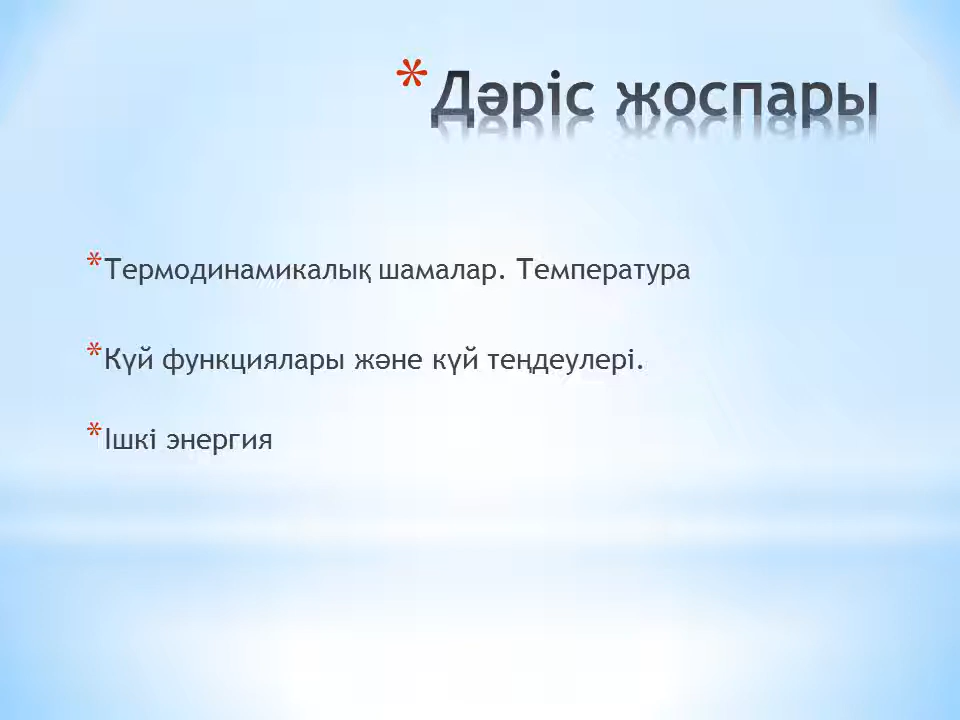 * Дәріс жоспары
* Термодинамикалық шамалар. Температура
* Күй функциялары және күй теңдеулері.
* Ішкі энергия